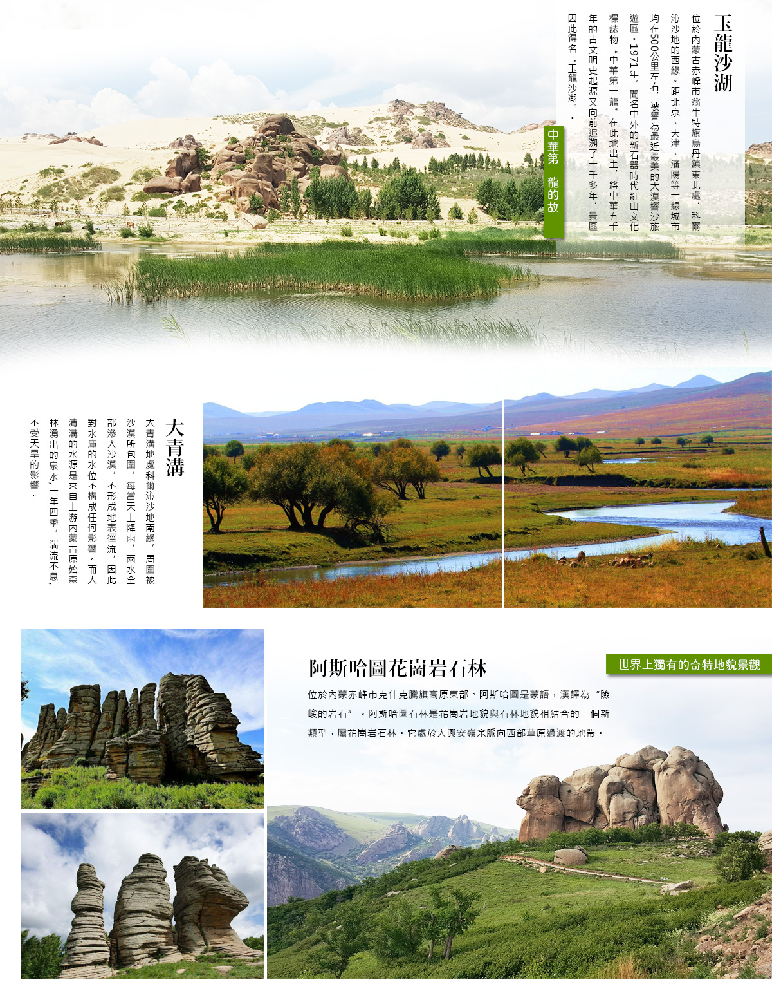 玉龍沙湖
位於內蒙古赤峰市翁牛特旗烏丹鎮東北處，科爾
沁沙地的西緣。距北京、天津、瀋陽等一線城市
均在500公里左右，被譽為最近最美的大漠響沙旅
遊區。1971年，聞名中外的新石器時代紅山文化
標誌物“中華第一龍”在此地出土，將中華五千
年的古文明史起源又向前追溯了一千多年，景區
因此得名“玉龍沙湖”。
中華第一龍的故
大青溝
大青溝地處科爾沁沙地南緣，周圍被
沙漠所包圍，每當天上降雨，雨水全
部滲入沙漠，不形成地表徑流，因此
對水庫的水位不構成任何影響。而大
清溝的水源是來自上游內蒙古原始森
林湧出的泉水,一年四季，湍流不息,
不受天旱的影響。
世界上獨有的奇特地貌景觀
阿斯哈圖花崗岩石林
位於內蒙赤峰市克什克騰旗高原東部。阿斯哈圖是蒙語，漢譯為“險
峻的岩石”。阿斯哈圖石林是花崗岩地貌與石林地貌相結合的一個新
類型，屬花崗岩石林。它處於大興安嶺余脈向西部草原過渡的地帶。